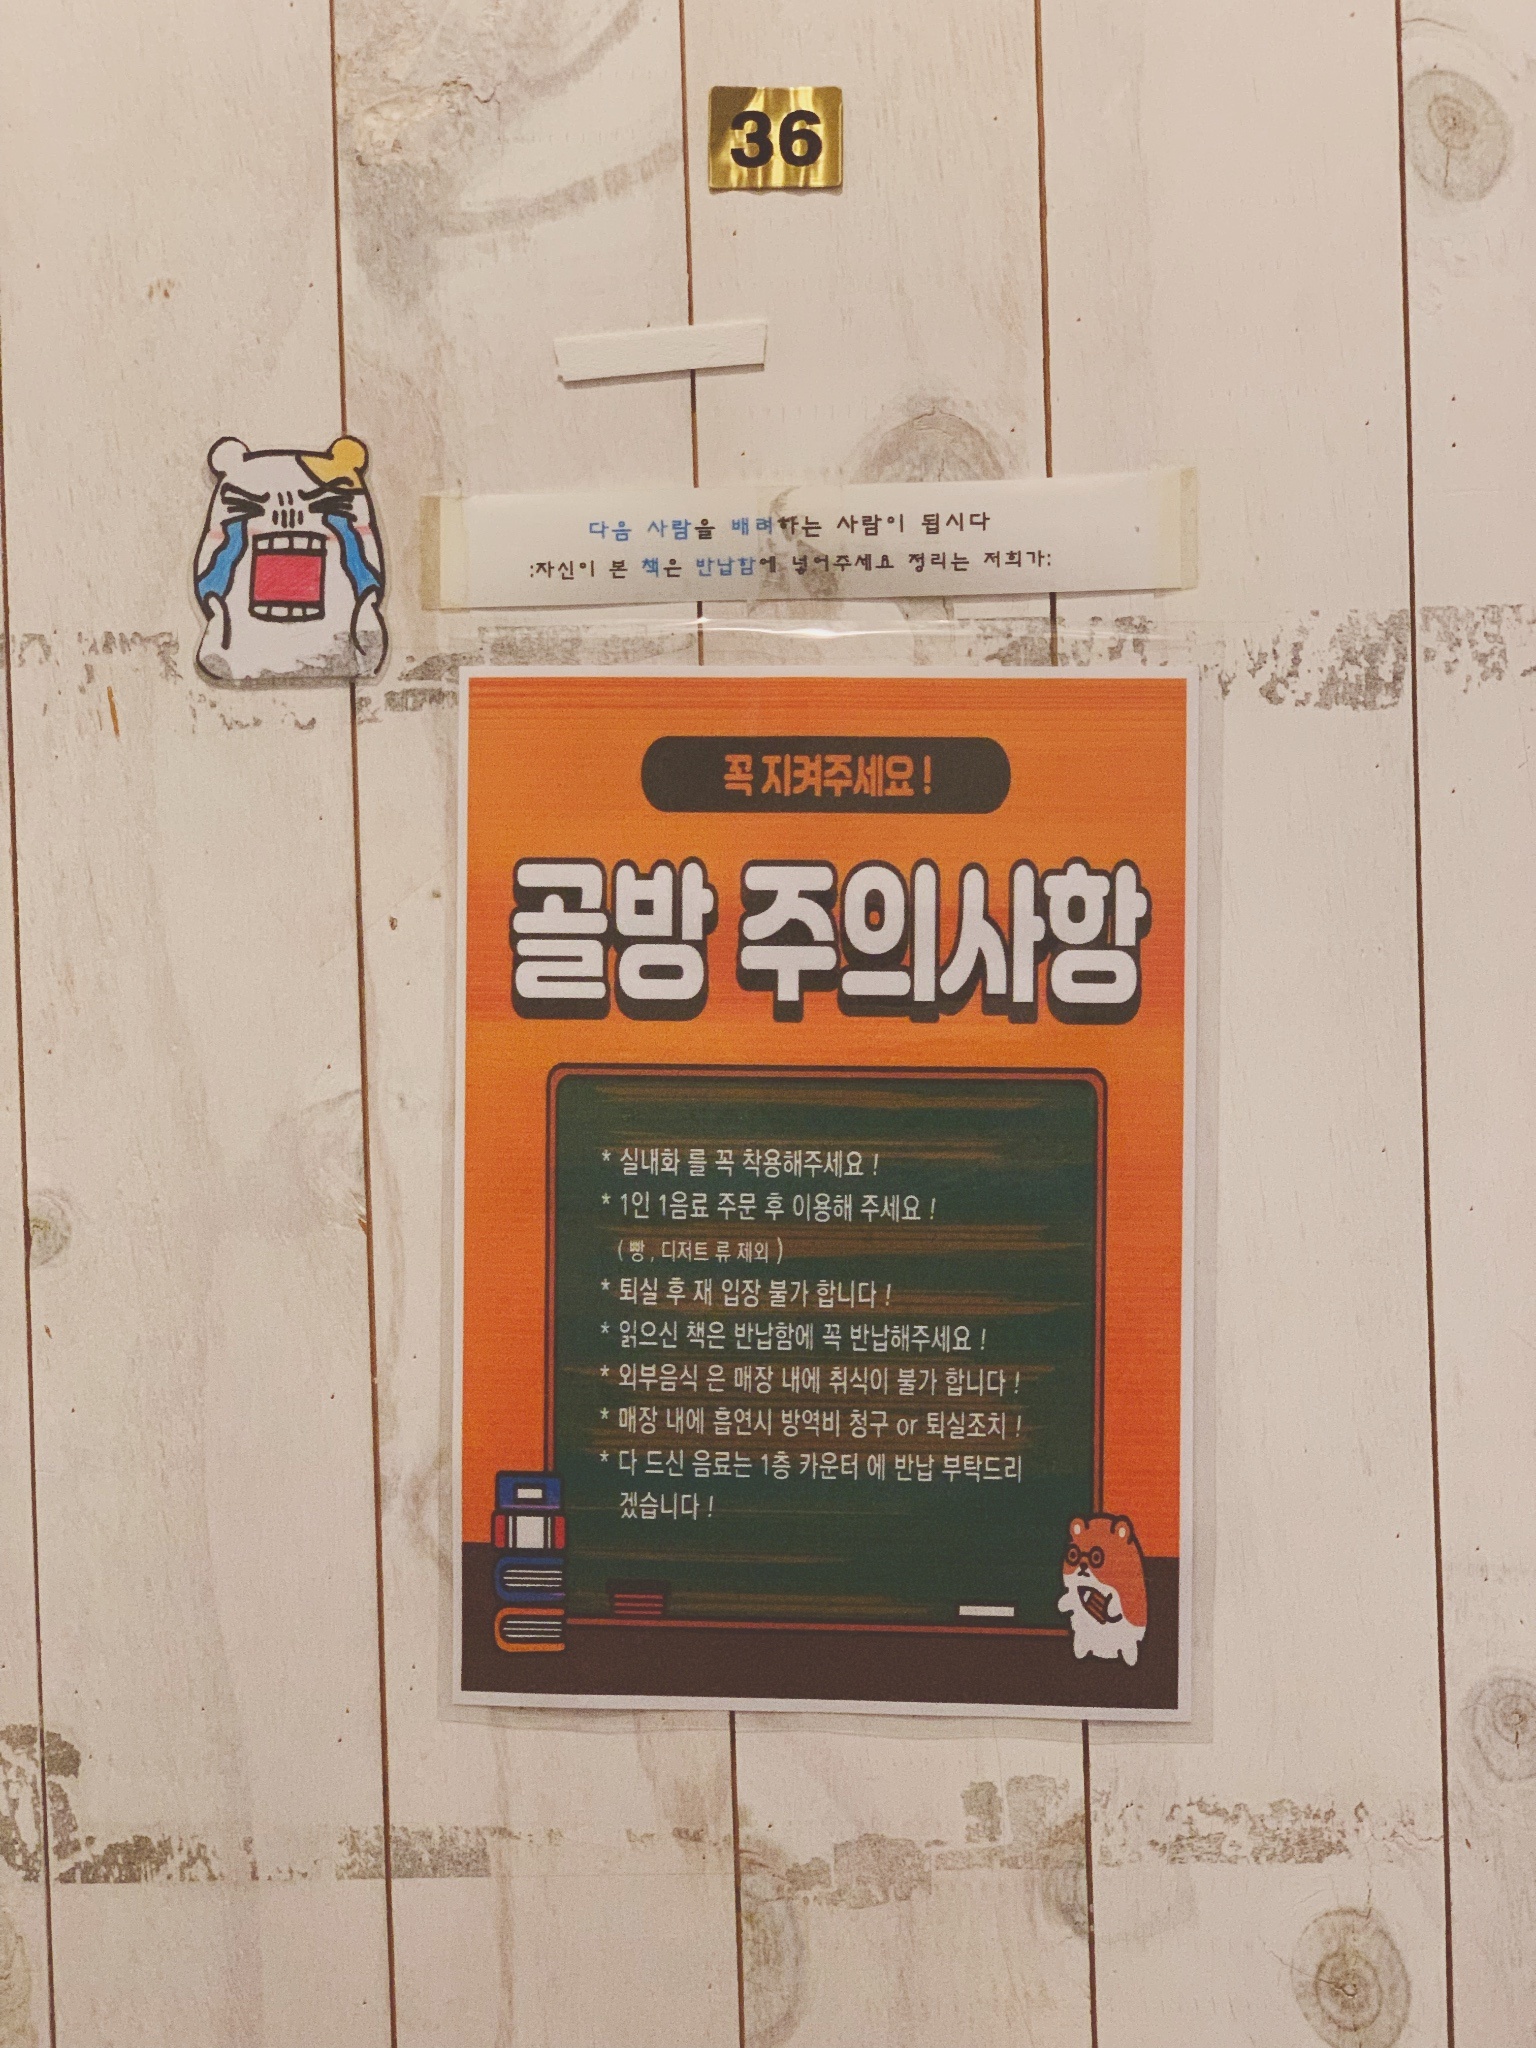 36
다음 사람을 배려하는 사람이 됩시다
:자신이 본 책은 반납함에 넣어주세요 정리는 저희가:
꼭 지켜주세요 !
골방 주의사항
* 실내화 를 꼭 착용해주세요 !
* 1인 1음료 주문 후 이용해 주세요 !
( 빵 , 디저트 류 제외 )
* 퇴실 후 재 입장 불가 합니다 !
* 읽으신 책은 반납함에 꼭 반납해주세요 !
* 외부음식 은 매장 내에 취식이 불가 합니다 !
* 매장 내에 흡연시 방역비 청구 or 퇴실조치 !
* 다 드신 음료는 1층 카운터 에 반납 부탁드리
겠습니다 !